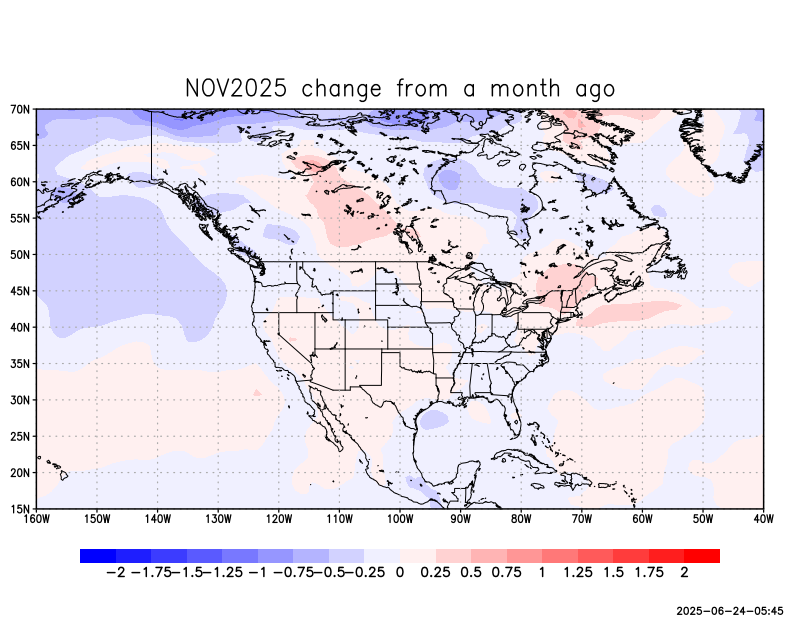 NOV2025 change from a month ago
70N
65N
60N
55N
50N
45N
40N
35N
30N
25N
20N
15N
160W 150W 140W 130W 120W 110W 100W 90W 80W 70W 60W 50W 40W
-2 -1.75 -1.5 -1.25 -1 -0.75 -0.5 -0.25 0 0.25 0.5 0.75 1 1.25 1.5 1.75 2
2025-06-24-05:45